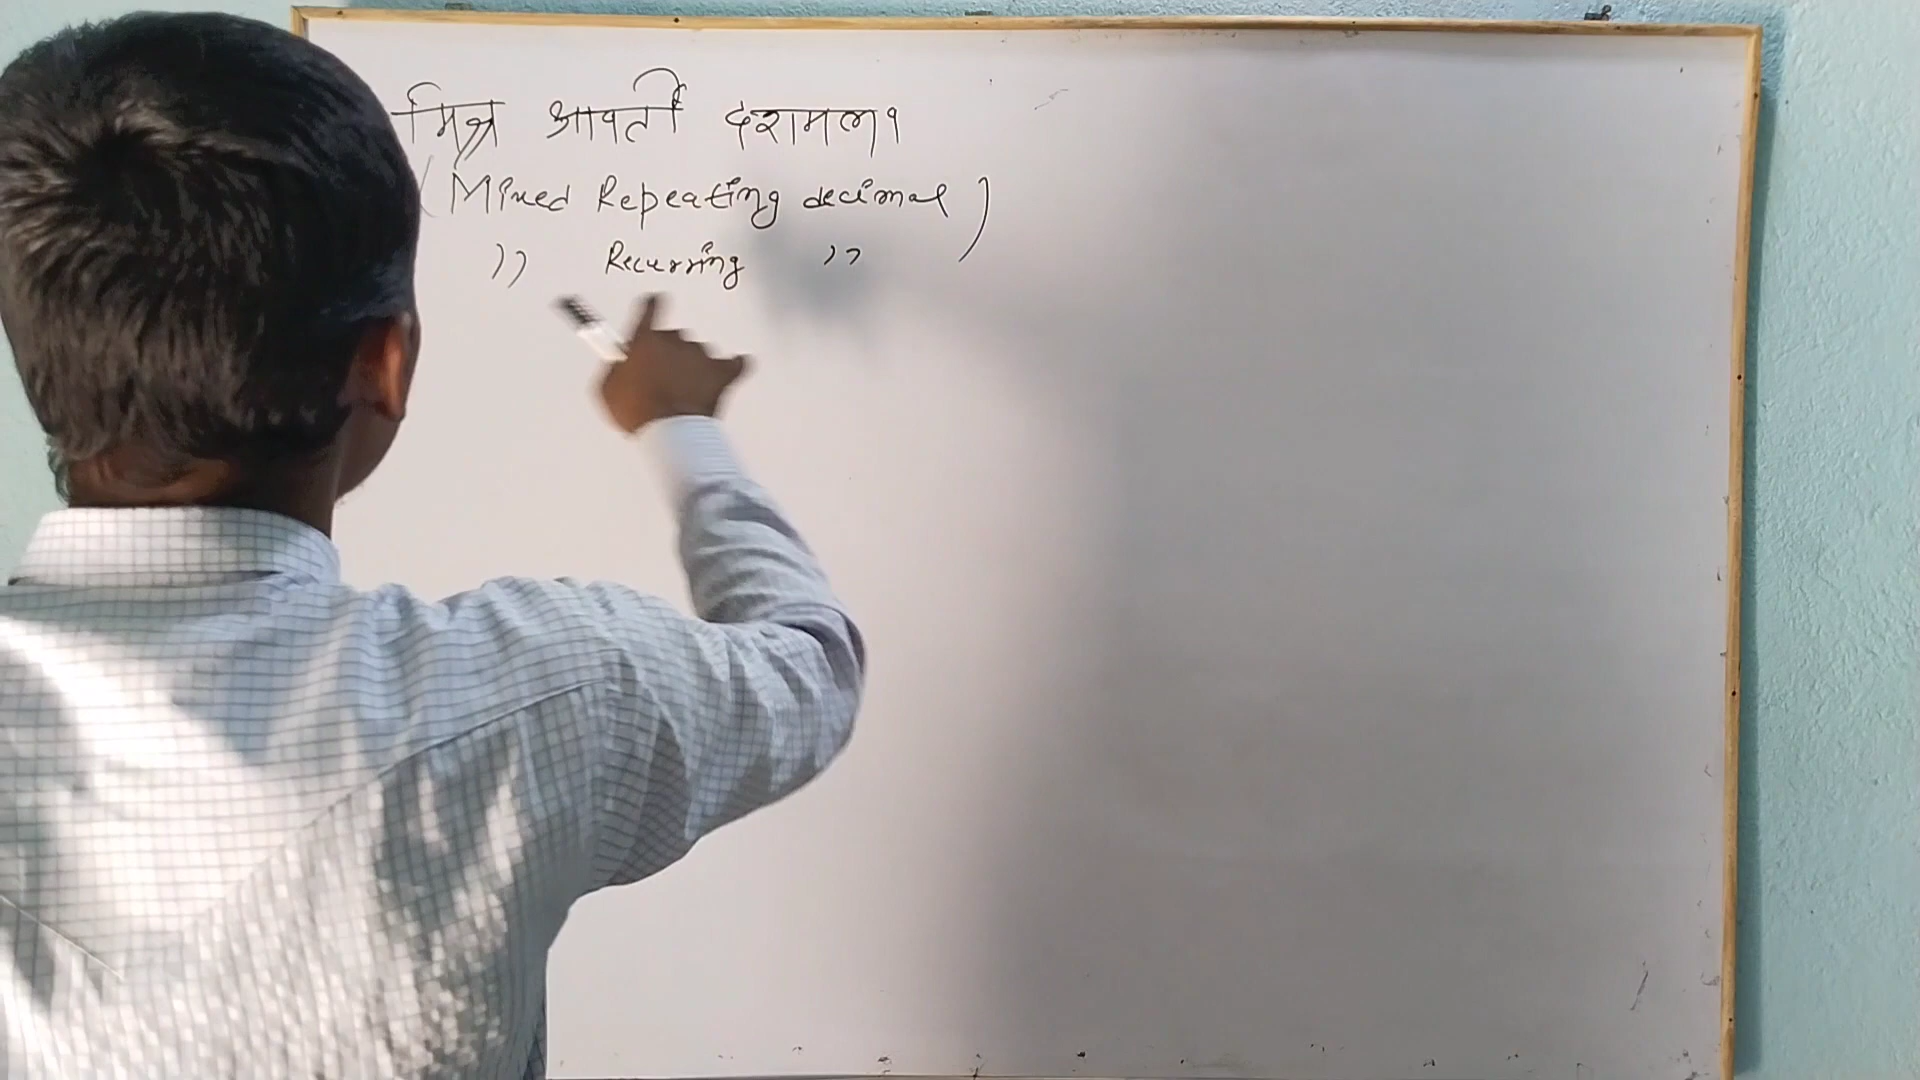 मिश्र आवर्ती दशमलव
(Mixed Repeating decimal)
,, Recurring ,,